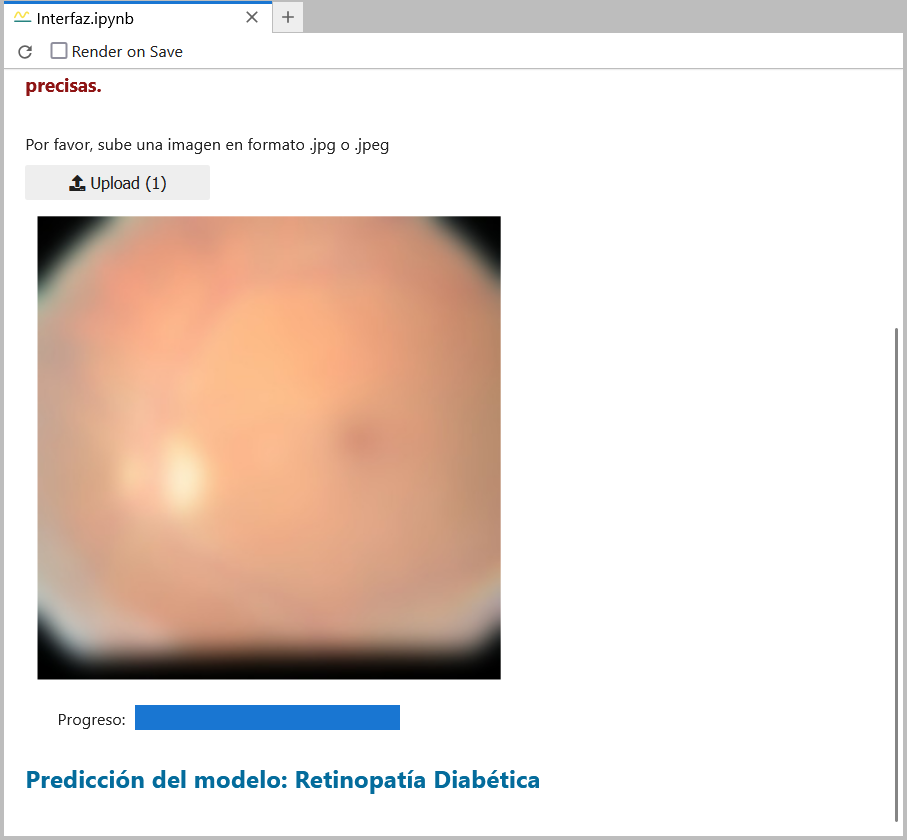 Interfaz.ipynb
Render on Save
precisas.
Por favor, sube una imagen en formato .jpg o .jpeg
Upload (1)
Progreso:
Predicción del modelo: Retinopatía Diabética